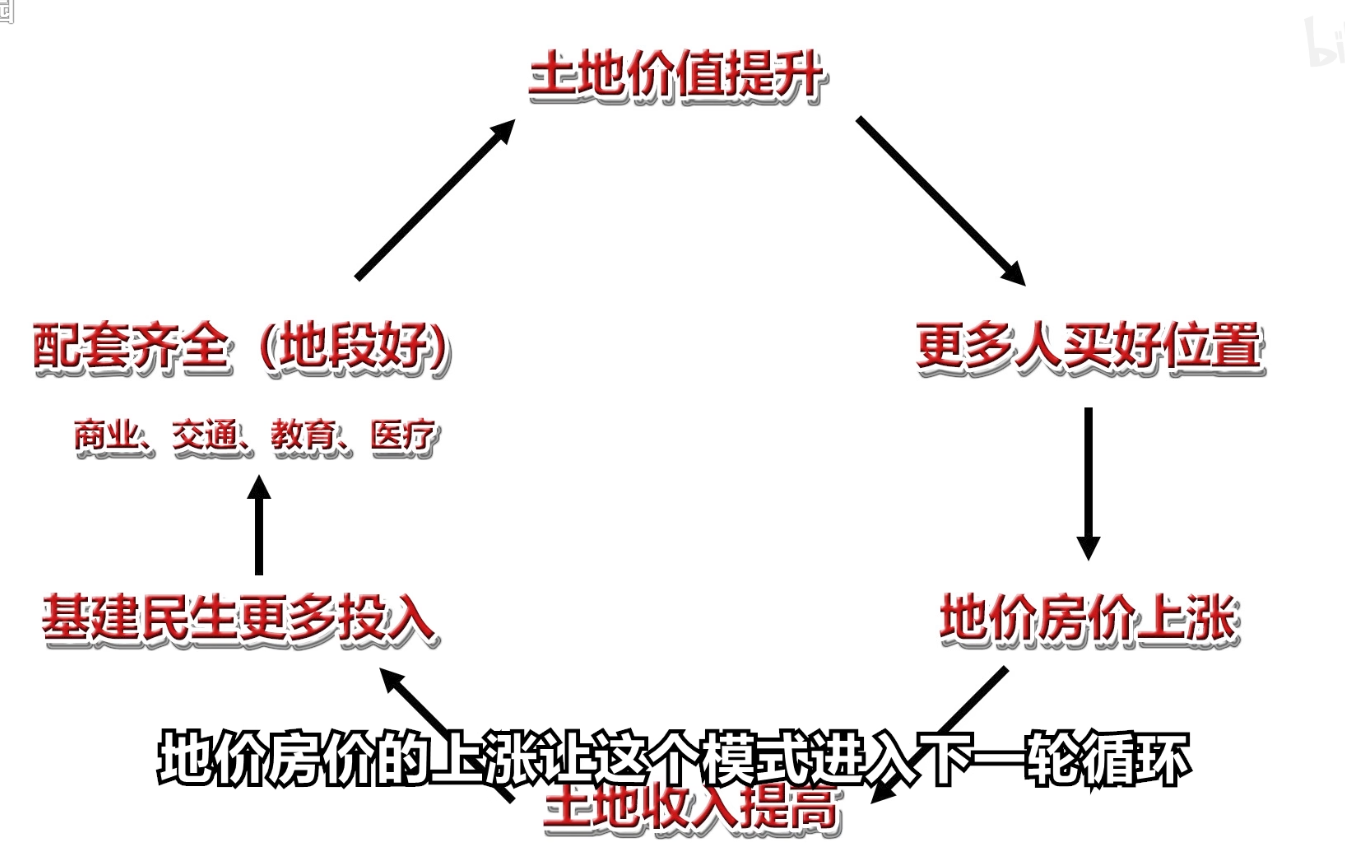 土地价值提升
配套齐全（地段好）
更多人买好位置
商业、交通、教育、医疗
基建民生更多投入
地价房价上涨
地价房价的上涨让这个模式进入下一轮循环
土地收入提高